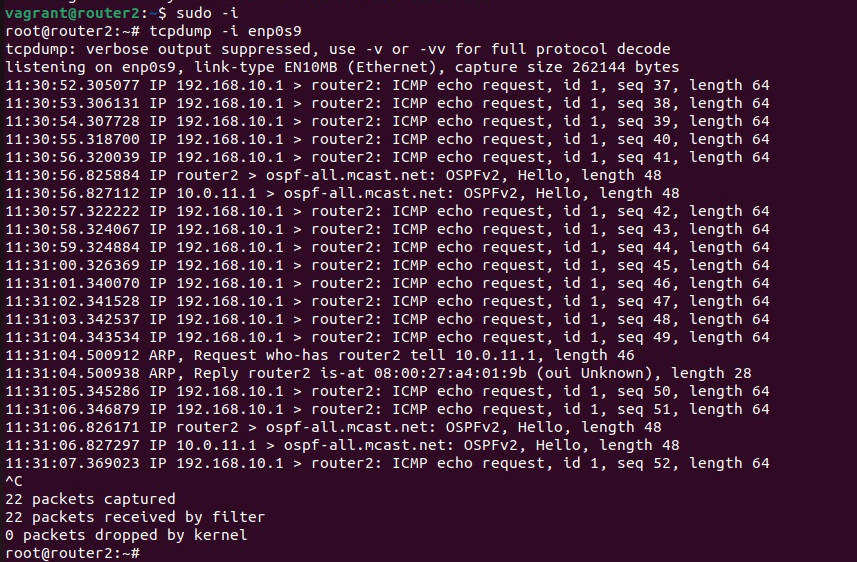 vagrant@router2:~$ sudo -i
root@router2:~# tcpdump -i enp0s9
tcpdump: verbose output suppressed, use -v or -vv for full protocol decode
listening on enp0s9, link-type EN10MB (Ethernet), capture size 262144 bytes
11:30:52.305077 IP 192.168.10.1 > router2: ICMP echo request, id 1, seq 37, length 64
11:30:53.306131 IP 192.168.10.1 > router2: ICMP echo request, id 1, seq 38, length 64
11:30:54.307728 IP 192.168.10.1 > router2: ICMP echo request, id 1, seq 39, length 64
11:30:55.318700 IP 192.168.10.1 > router2: ICMP echo request, id 1, seq 40, length 64
11:30:56.320039 IP 192.168.10.1 > router2: ICMP echo request, id 1, seq 41, length 64
11:30:56.825884 IP router2 > ospf-all.mcast.net: OSPFv2, Hello, length 48
11:30:56.827112 IP 10.0.11.1 > ospf-all.mcast.net: OSPFv2, Hello, length 48
11:30:57.322222 IP 192.168.10.1 > router2: ICMP echo request, id 1, seq 42, length 64
11:30:58.324067 IP 192.168.10.1 > router2: ICMP echo request, id 1, seq 43, length 64
11:30:59.324884 IP 192.168.10.1 > router2: ICMP echo request, id 1, seq 44, length 64
11:31:00.326369 IP 192.168.10.1 > router2: ICMP echo request, id 1, seq 45, length 64
11:31:01.340070 IP 192.168.10.1 > router2: ICMP echo request, id 1, seq 46, length 64
11:31:02.341528 IP 192.168.10.1 > router2: ICMP echo request, id 1, seq 47, length 64
11:31:03.342537 IP 192.168.10.1 > router2: ICMP echo request, id 1, seq 48, length 64
11:31:04.343534 IP 192.168.10.1 > router2: ICMP echo request, id 1, seq 49, length 64
11:31:04.500912 ARP, Request who-has router2 tell 10.0.11.1, length 46
11:31:04.500938 ARP, Reply router2 is-at 08:00:27:a4:01:9b (oui Unknown), length 28
11:31:05.345286 IP 192.168.10.1 > router2: ICMP echo request, id 1, seq 50, length 64
11:31:06.346879 IP 192.168.10.1 > router2: ICMP echo request, id 1, seq 51, length 64
11:31:06.826171 IP router2 > ospf-all.mcast.net: OSPFv2, Hello, length 48
11:31:06.827297 IP 10.0.11.1 > ospf-all.mcast.net: OSPFv2, Hello, length 48
11:31:07.369023 IP 192.168.10.1 > router2: ICMP echo request, id 1, seq 52, length 64
^C
22 packets captured
22 packets received by filter
0 packets dropped by kernel
root@router2:~#